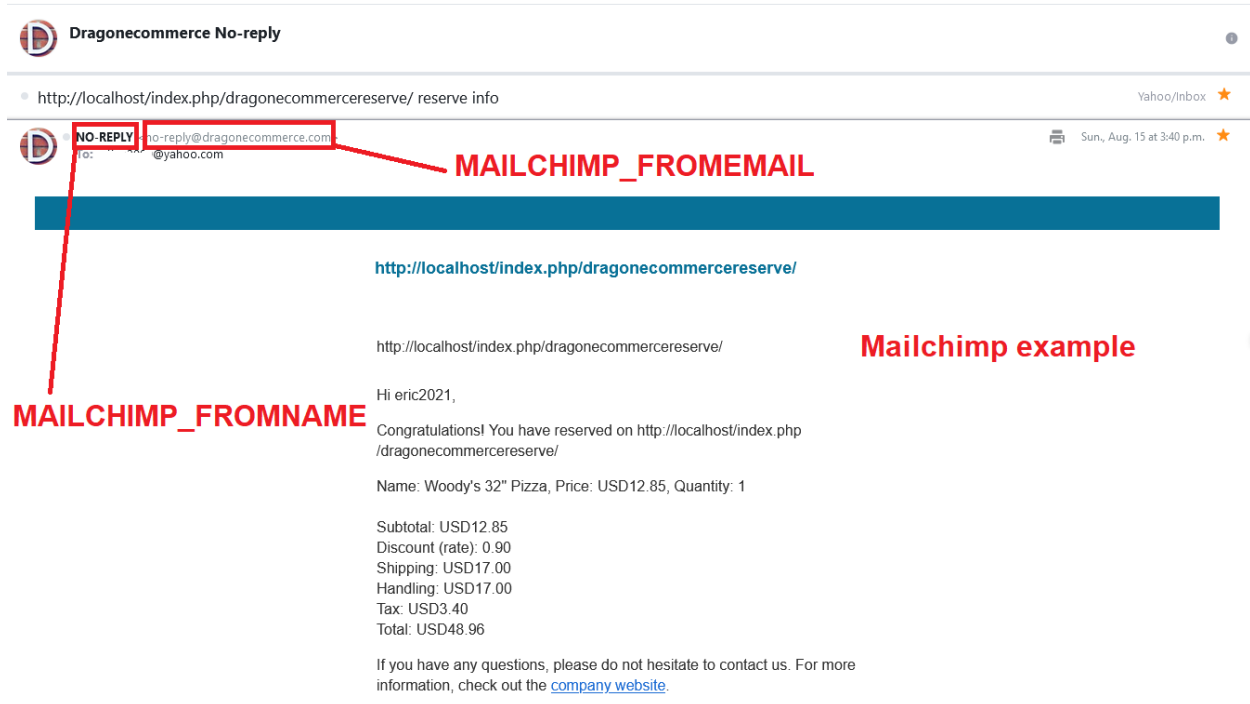 Dragonecommerce No-reply
http://localhost/index.php/dragonecommercereserve/ reserve info
Yahoo/Inbox
NO-REPLY no-reply@dragonecommerce.com
Sun., Aug. 15 at 3:40 p.m.
To: @yahoo.com
MAILCHIMP_FROMEMAIL
http://localhost/index.php/dragonecommercereserve/
http://localhost/index.php/dragonecommercereserve/
Mailchimp example
Hi eric2021,
MAILCHIMP_FROMNAME
Congratulations! You have reserved on http://localhost/index.php
/dragonecommercereserve/
Name: Woody's 32" Pizza, Price: USD12.85, Quantity: 1
Subtotal: USD12.85
Discount (rate): 0.90
Shipping: USD17.00
Handling: USD17.00
Tax: USD3.40
Total: USD48.96
If you have any questions, please do not hesitate to contact us. For more
information, check out the company website.